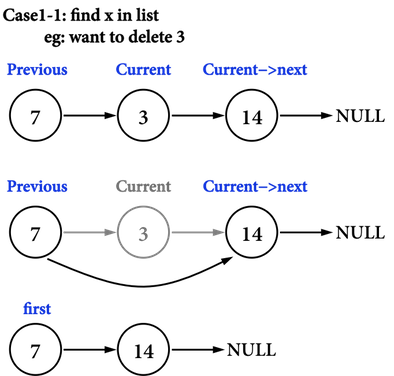 Case1-1: find x in list
eg: want to delete 3
Previous Current Current->next
7 3 14 NULL
Previous Current Current->next
7 3 14 NULL
first
7 14 NULL